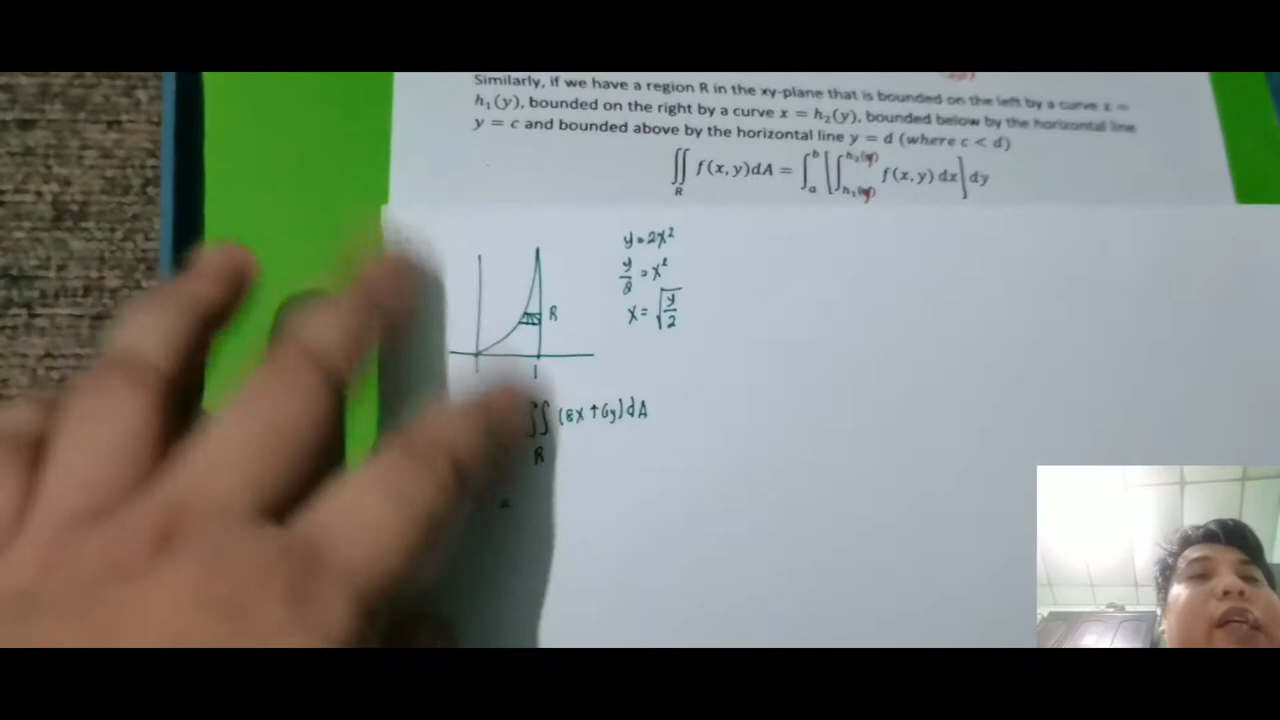 Similarly, if we have a region R in the xy-plane that is bounded on the left by a curve x =
h₁(y), bounded on the right by a curve x = h₂(y), bounded below by the horizontal line
y = c and bounded above by the horizontal line y = d (where c < d)
∬_R f(x, y)dA = ∫_a^b [∫_{h₁(y)}^{h₂(y)} f(x, y) dx] dy
y = 2x²
y/2 = x²
x = √(y/2)
R
1
∬_R (8x + 6y) dA